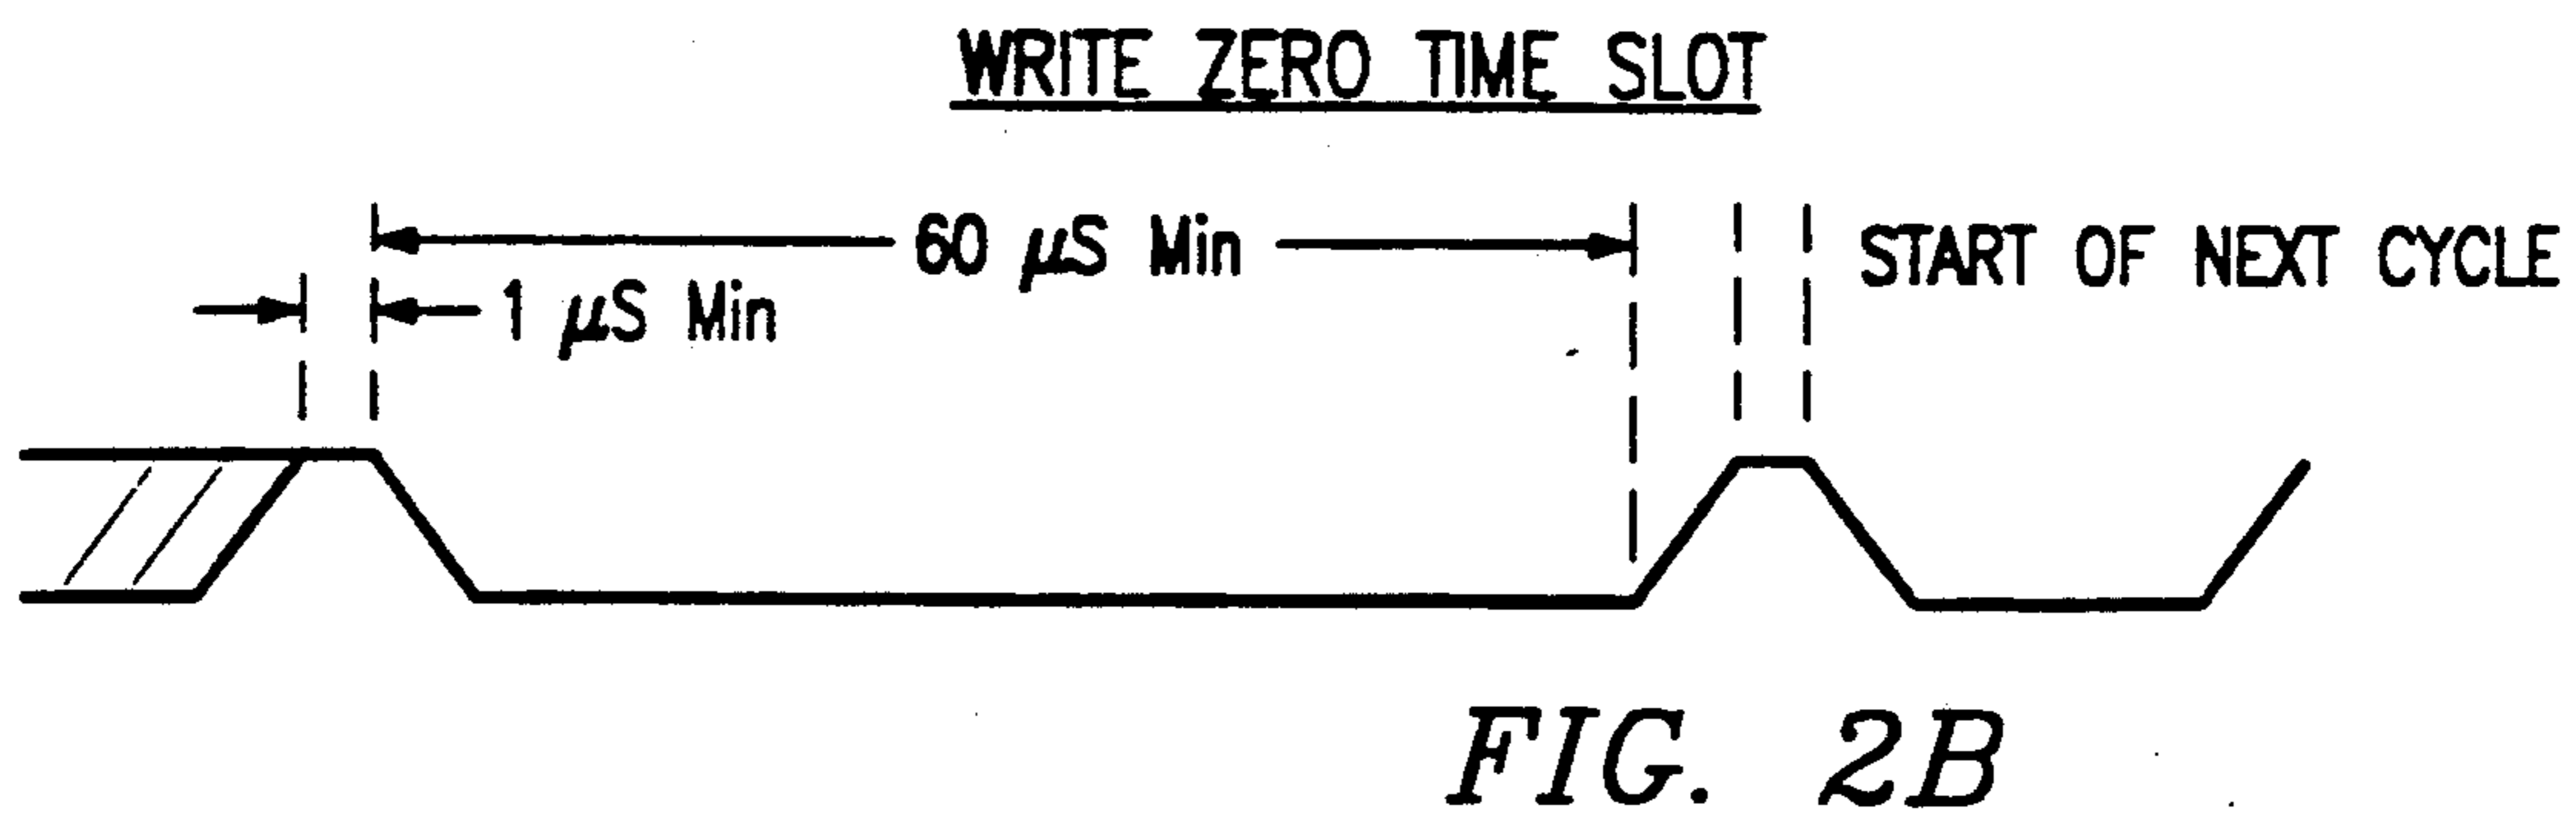 WRITE ZERO TIME SLOT
60 μS Min
START OF NEXT CYCLE
1 μS Min
FIG. 2B